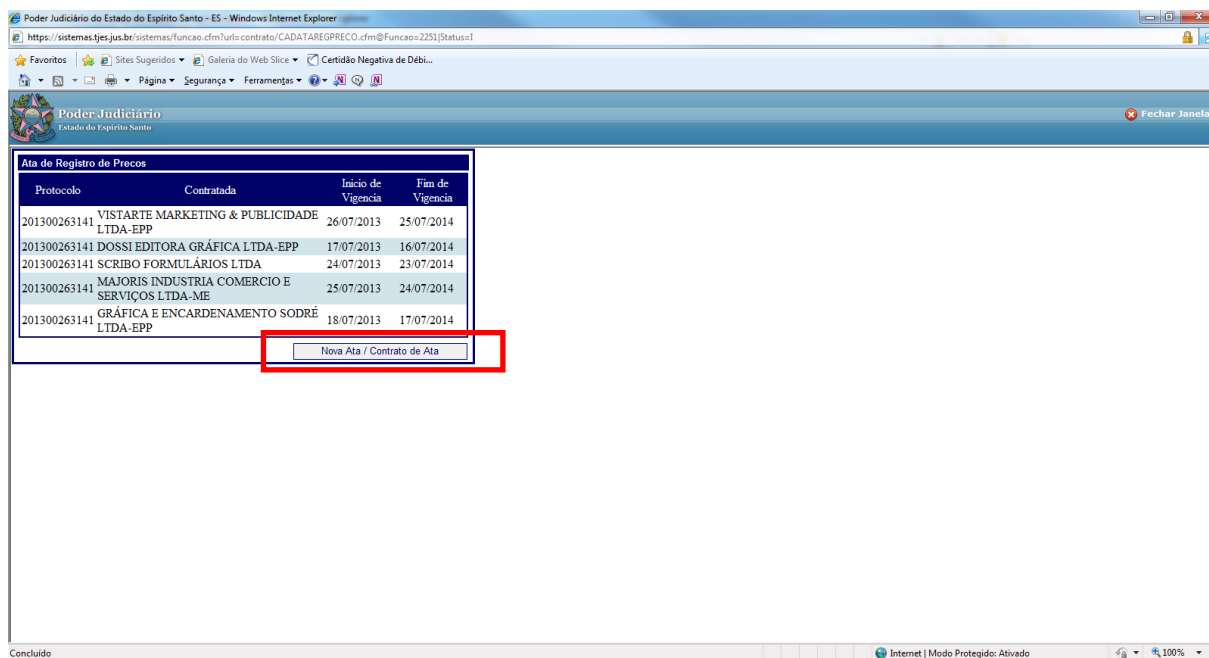 Poder Judiciário do Estado do Espírito Santo - ES - Windows Internet Explorer
https://sistemas.tjes.jus.br/sistemas/funcao.cfm?url=contrato/CADATAREGPRECO.cfm@Funcao=2251|Status=I
Favoritos Sites Sugeridos Galeria do Web Slice Certidão Negativa de Débi...
Página Segurança Ferramentas
Poder Judiciário
Estado do Espírito Santo
Fechar Janela
Ata de Registro de Precos
Protocolo Contratada Inicio de Vigencia Fim de Vigencia
201300263141 VISTARTE MARKETING & PUBLICIDADE LTDA-EPP 26/07/2013 25/07/2014
201300263141 DOSSI EDITORA GRÁFICA LTDA-EPP 17/07/2013 16/07/2014
201300263141 SCRIBO FORMULÁRIOS LTDA 24/07/2013 23/07/2014
201300263141 MAJORIS INDUSTRIA COMERCIO E SERVIÇOS LTDA-ME 25/07/2013 24/07/2014
201300263141 GRÁFICA E ENCARDENAMENTO SODRÉ LTDA-EPP 18/07/2013 17/07/2014
Nova Ata / Contrato de Ata
Concluído Internet | Modo Protegido: Ativado 100%